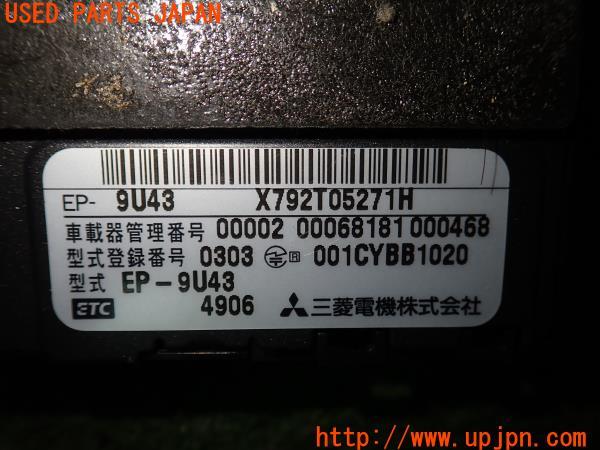 USED PARTS JAPAN
EP- 9U43 X792T05271H
車載器管理番号 00002 00068181 000468
型式登録番号 0303 R 001CYBB1020
型式 EP-9U43
ETC 4906 三菱電機株式会社
http://www.upjpn.com/